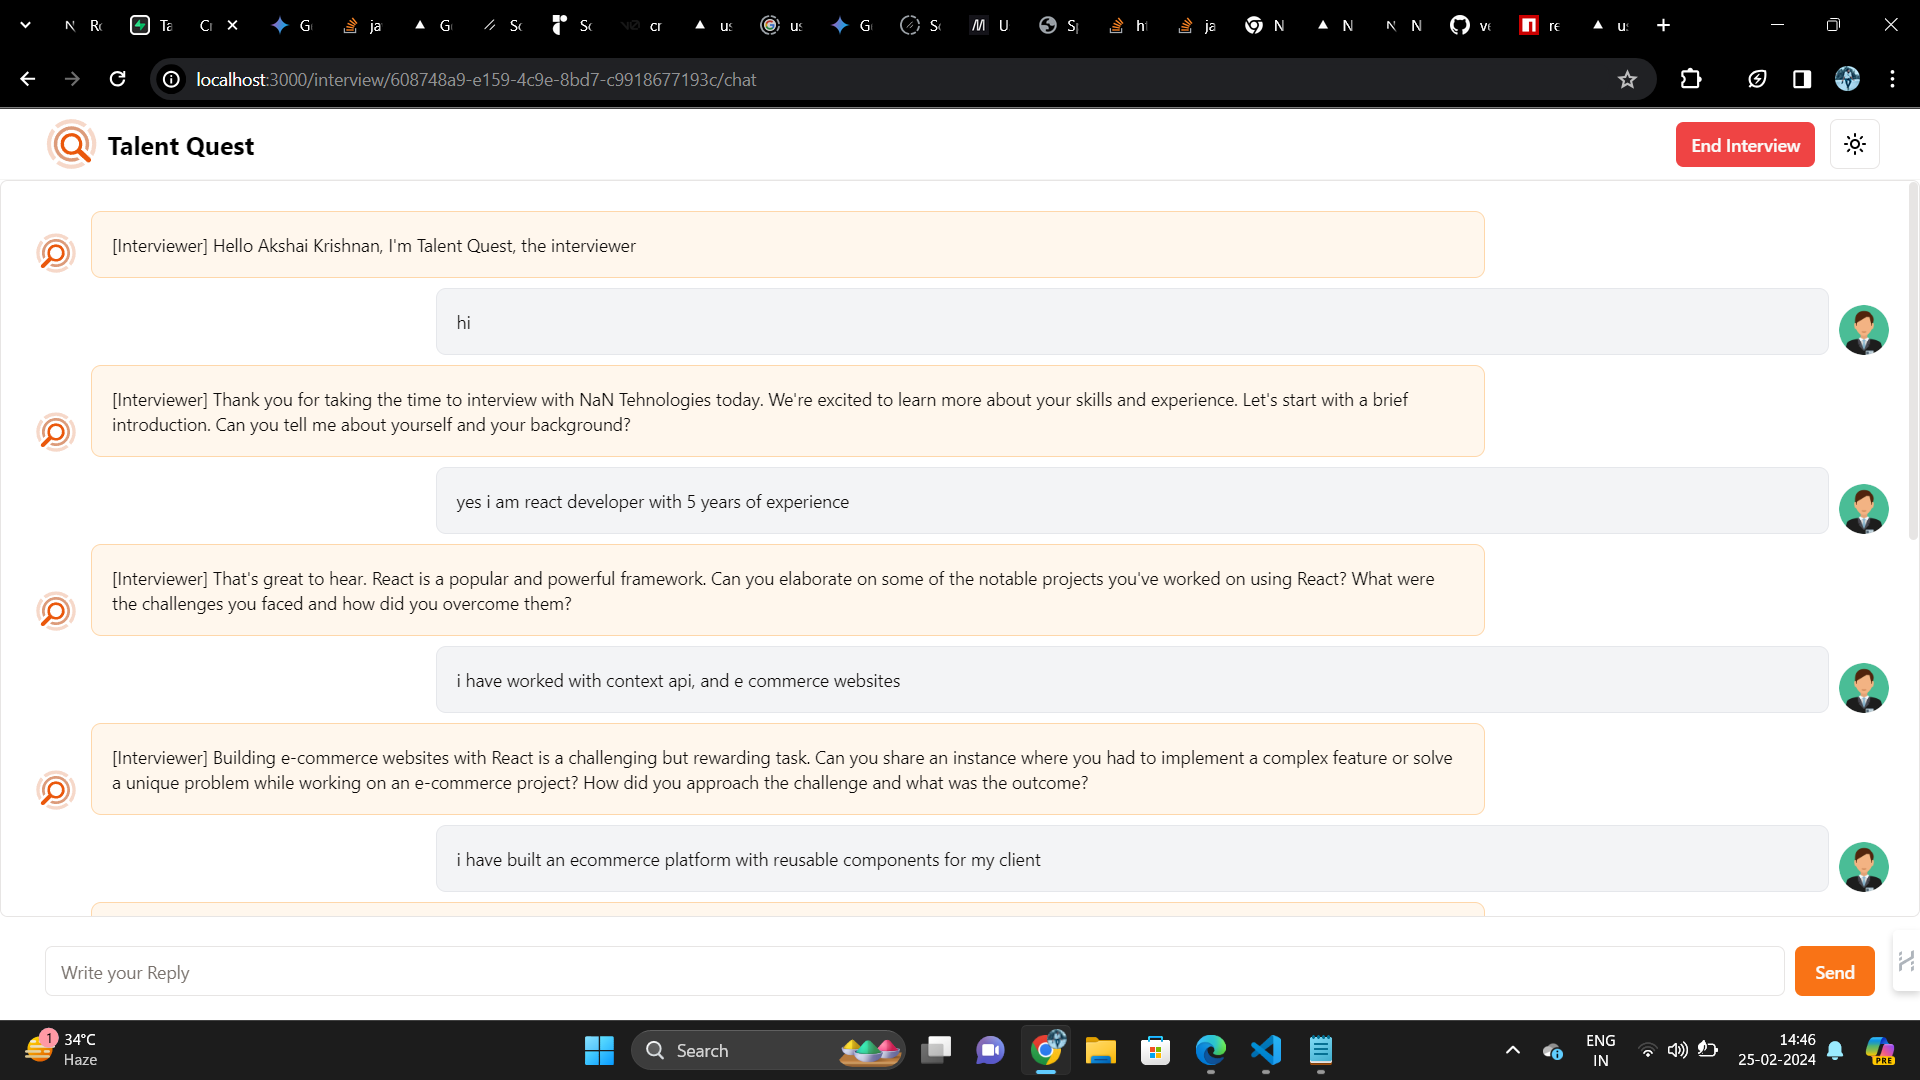 Rc
Ta
Cr
G
ja
G
Sc
Sc
cr
us
us
G
Sc
U
Sp
ht
ja
N
N
N
ve
re
us
localhost:3000/interview/608748a9-e159-4c9e-8bd7-c9918677193c/chat
Talent Quest
End Interview
[Interviewer] Hello Akshai Krishnan, I'm Talent Quest, the interviewer
hi
[Interviewer] Thank you for taking the time to interview with NaN Tehnologies today. We're excited to learn more about your skills and experience. Let's start with a brief
introduction. Can you tell me about yourself and your background?
yes i am react developer with 5 years of experience
[Interviewer] That's great to hear. React is a popular and powerful framework. Can you elaborate on some of the notable projects you've worked on using React? What were
the challenges you faced and how did you overcome them?
i have worked with context api, and e commerce websites
[Interviewer] Building e-commerce websites with React is a challenging but rewarding task. Can you share an instance where you had to implement a complex feature or solve
a unique problem while working on an e-commerce project? How did you approach the challenge and what was the outcome?
i have built an ecommerce platform with reusable components for my client
Write your Reply
Send
1
34°C
Haze
Search
ENG
IN
14:46
25-02-2024
PRE